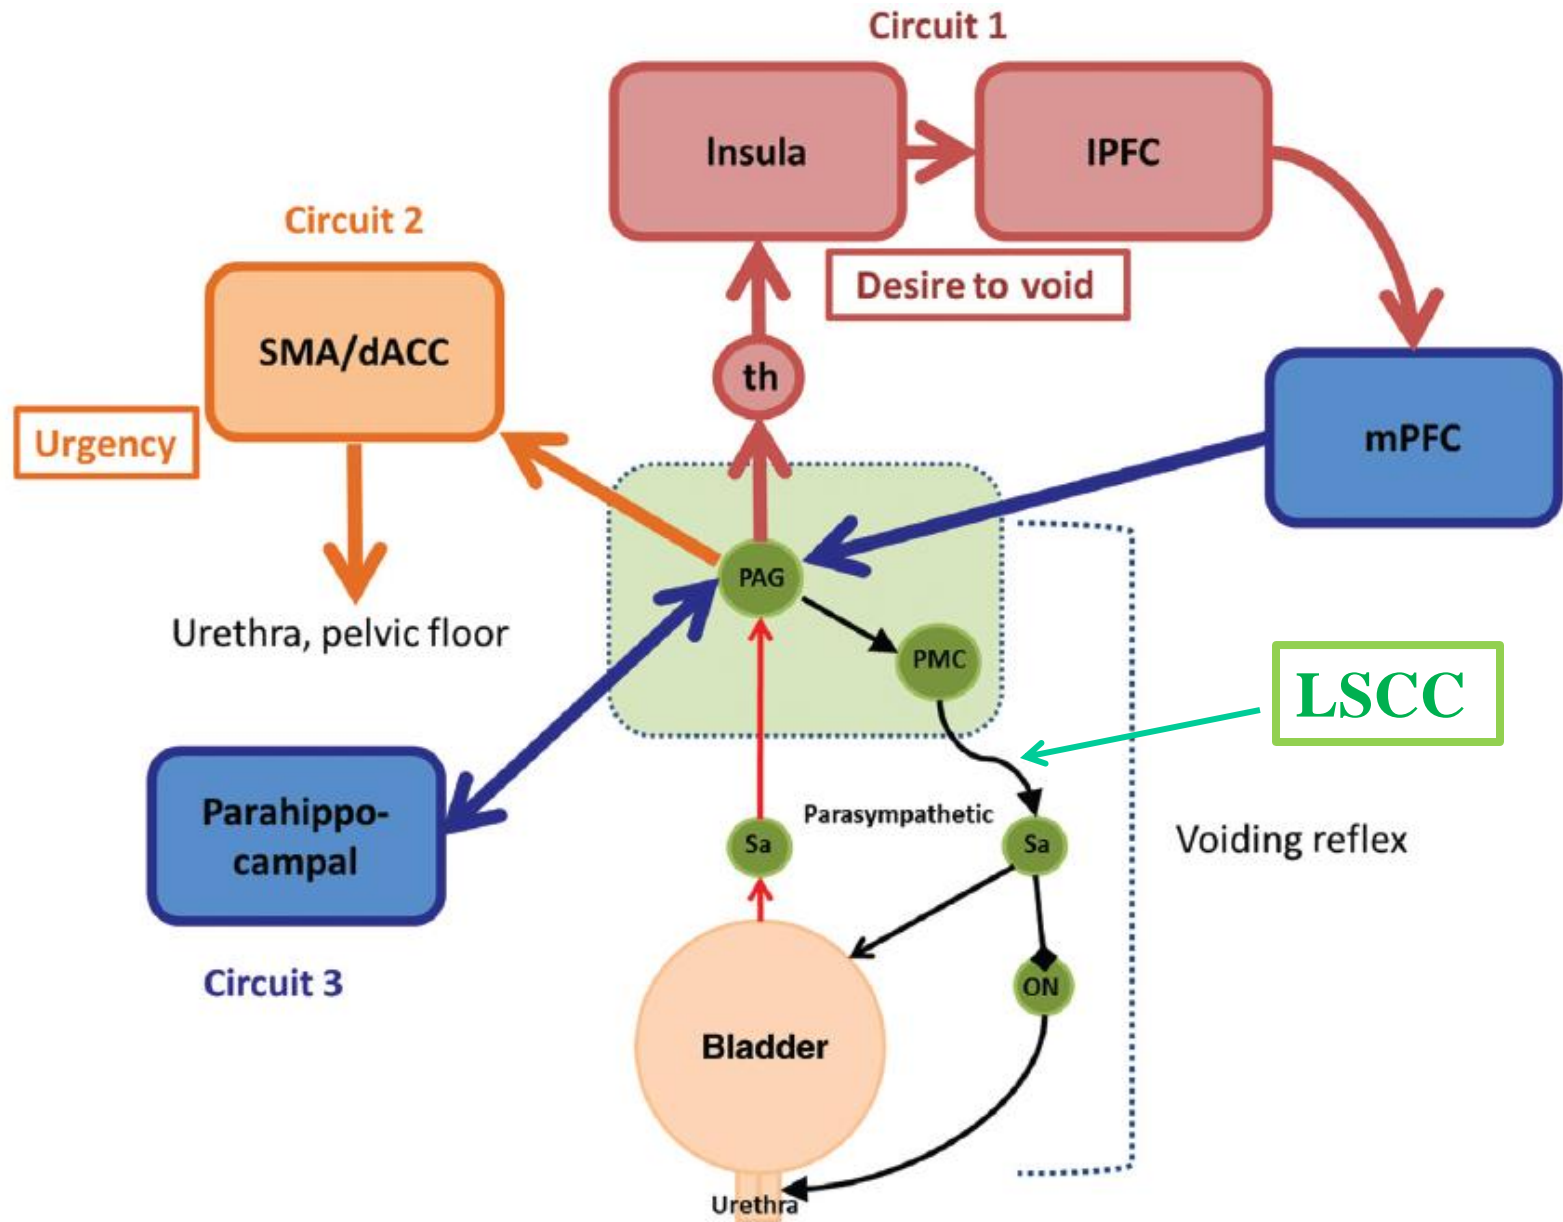 Circuit 1
Insula
lPFC
Circuit 2
Desire to void
SMA/dACC
th
Urgency
mPFC
PAG
Urethra, pelvic floor
PMC
LSCC
Parahippo-
campal
Parasympathetic
Sa
Sa
Voiding reflex
Circuit 3
ON
Bladder
Urethra